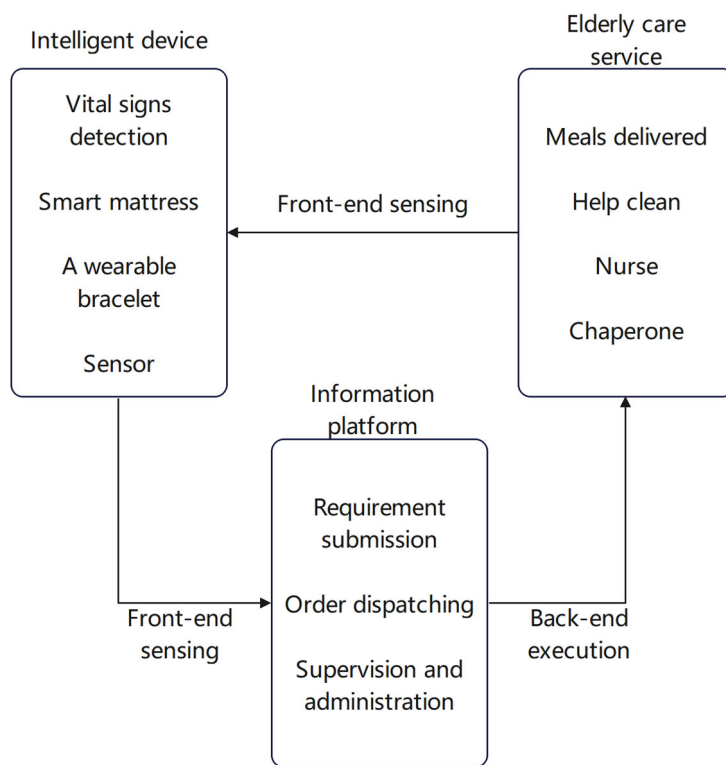 Intelligent device
Vital signs
detection
Smart mattress
A wearable
bracelet
Sensor
Front-end sensing
Elderly care
service
Meals delivered
Help clean
Nurse
Chaperone
Information
platform
Requirement
submission
Order dispatching
Supervision and
administration
Front-end
sensing
Back-end
execution